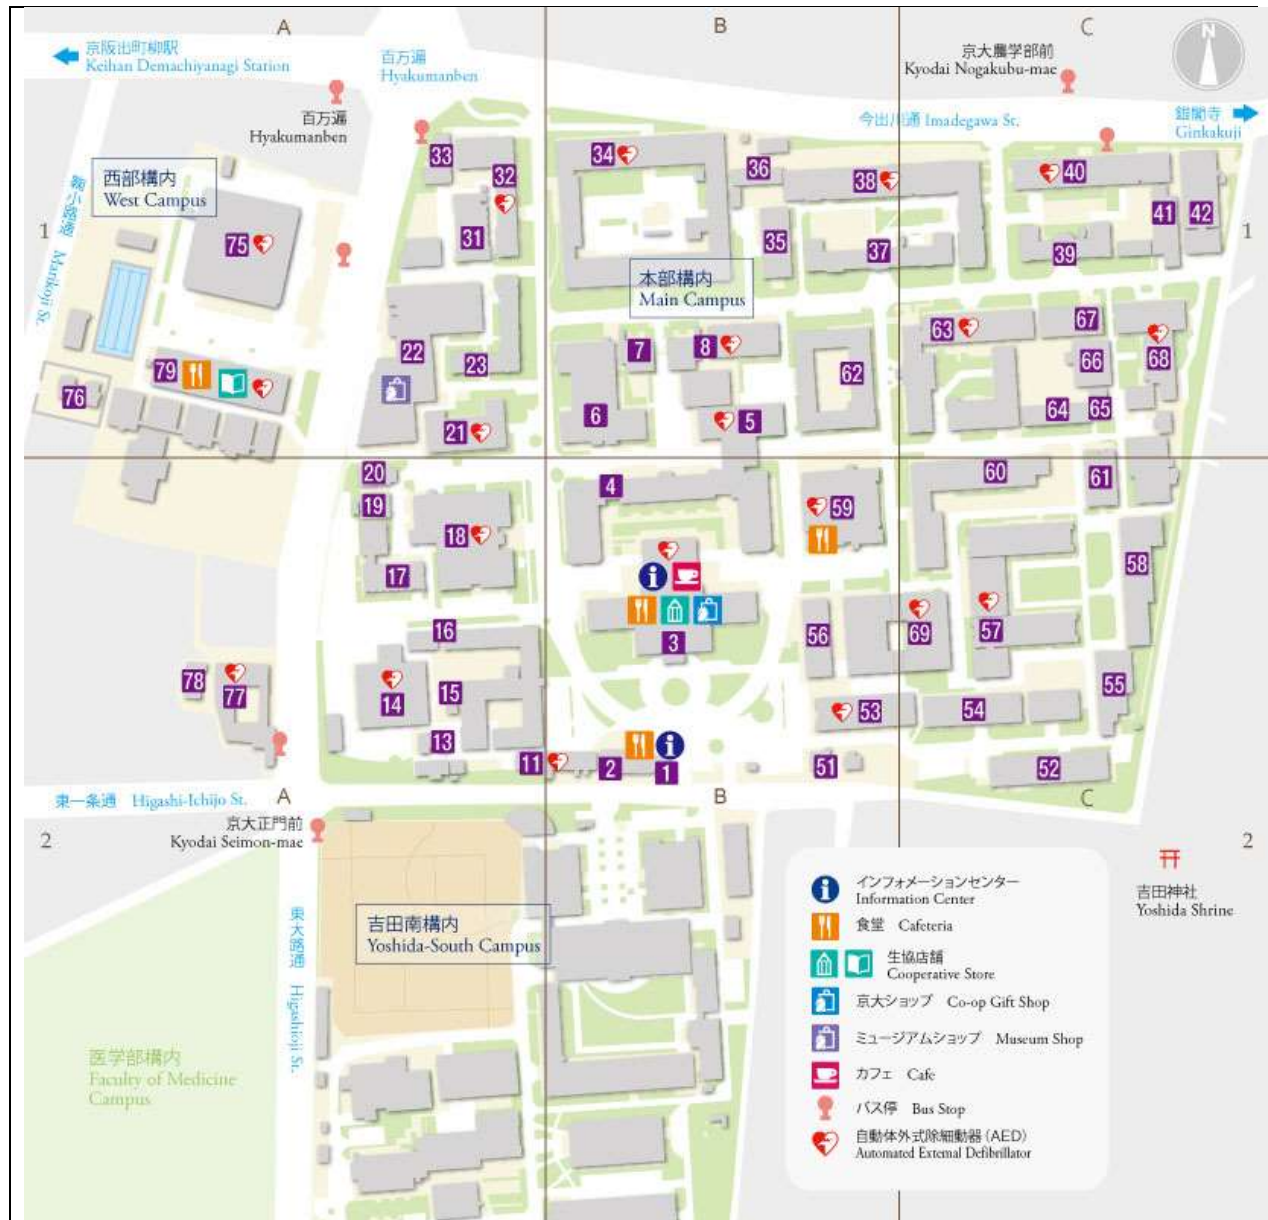 A
B
C
N
京阪出町柳駅
Keihan Demachiyanagi Station
百万遍
Hyakumanben
京大農学部前
Kyodai Nogakubu-mae
百万遍
Hyakumanben
今出川通 Imadegawa St.
銀閣寺
Ginkakuji
33
34
36
40
西部構内
West Campus
32
38
41
42
Marikoji St.
1
75
31
35
37
39
1
本部構内
Main Campus
63
67
22
7
8
68
79
23
62
66
76
21
6
5
64
65
20
4
60
61
19
59
18
58
17
16
3
56
69
57
78
77
14
15
55
53
54
13
11
2
1
51
52
東一条通 Higashi-Ichijo St.
A
B
C
京大正門前
Kyodai Seimon-mae
2
2
吉田神社
Yoshida Shrine
吉田南構内
Yoshida-South Campus
東大路通 Higashioji St.
医学部構内
Faculty of Medicine
Campus
インフォメーションセンター
Information Center
食堂 Cafeteria
生協店舗
Cooperative Store
京大ショップ Co-op Gift Shop
ミュージアムショップ Museum Shop
カフェ Cafe
バス停 Bus Stop
自動体外式除細動器(AED)
Automated External Defibrillator